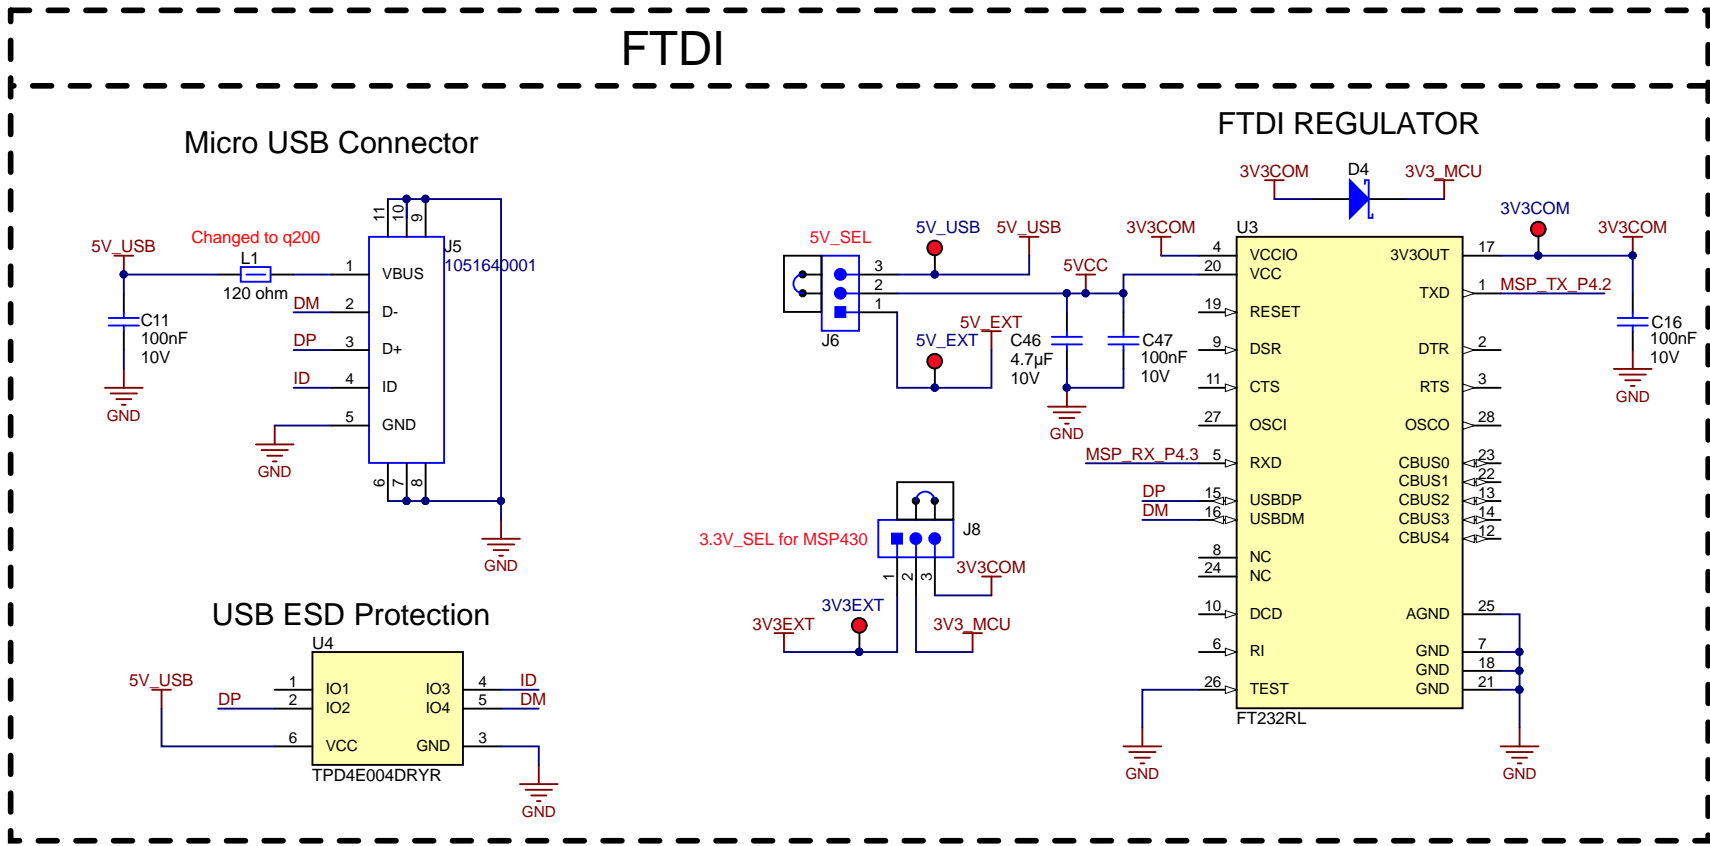 FTDI
Micro USB Connector
FTDI REGULATOR
Changed to q200
5V_USB
L1
120 ohm
C11
100nF
10V
GND
11
10
9
J5
1051640001
1 VBUS
DM 2 D-
DP 3 D+
ID 4 ID
5 GND
GND
6
7
8
GND
USB ESD Protection
U4
5V_USB
1 IO1
DP 2 IO2
6 VCC
IO3 4 ID
IO4 5 DM
GND 3
TPD4E004DRYR
GND
5V_SEL
5V_USB
5V_USB
3
2
1
J6
5VCC
5V_EXT
5V_EXT
C46
4.7µF
10V
C47
100nF
10V
GND
3.3V_SEL for MSP430
J8
1
2
3
3V3COM
3V3EXT
3V3EXT
3V3_MCU
3V3COM
D4
3V3_MCU
3V3COM
U3
4 VCCIO
20 VCC
19 RESET
9 DSR
11 CTS
27 OSCI
MSP_RX_P4.3 5 RXD
DP 15 USBDP
DM 16 USBDM
8 NC
24 NC
10 DCD
6 RI
26 TEST
GND
3V3OUT 17
TXD 1 MSP_TX_P4.2
DTR 2
RTS 3
OSCO 28
CBUS0 23
CBUS1 22
CBUS2 13
CBUS3 14
CBUS4 12
AGND 25
GND 7
GND 18
GND 21
FT232RL
GND
3V3COM
3V3COM
C16
100nF
10V
GND